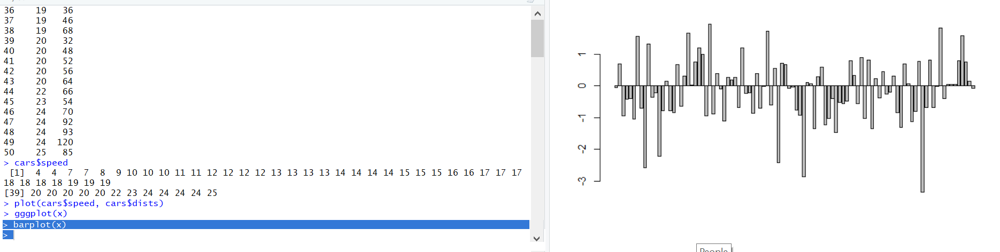 36 19 36
37 19 46
38 19 68
39 20 32
40 20 48
41 20 52
42 20 56
43 20 64
44 22 66
45 23 54
46 24 70
47 24 92
48 24 93
49 24 120
50 25 85
> cars$speed
[1] 4 4 7 7 8 9 10 10 10 11 11 12 12 12 12 13 13 13 13 14 14 14 14 15 15 15 16 16 17 17 17
18 18 18 18 19 19 19
[39] 20 20 20 20 20 22 23 24 24 24 24 25
> plot(cars$speed, cars$dists)
> gggplot(x)
> barplot(x)
>
1
0
-1
-2
-3
People